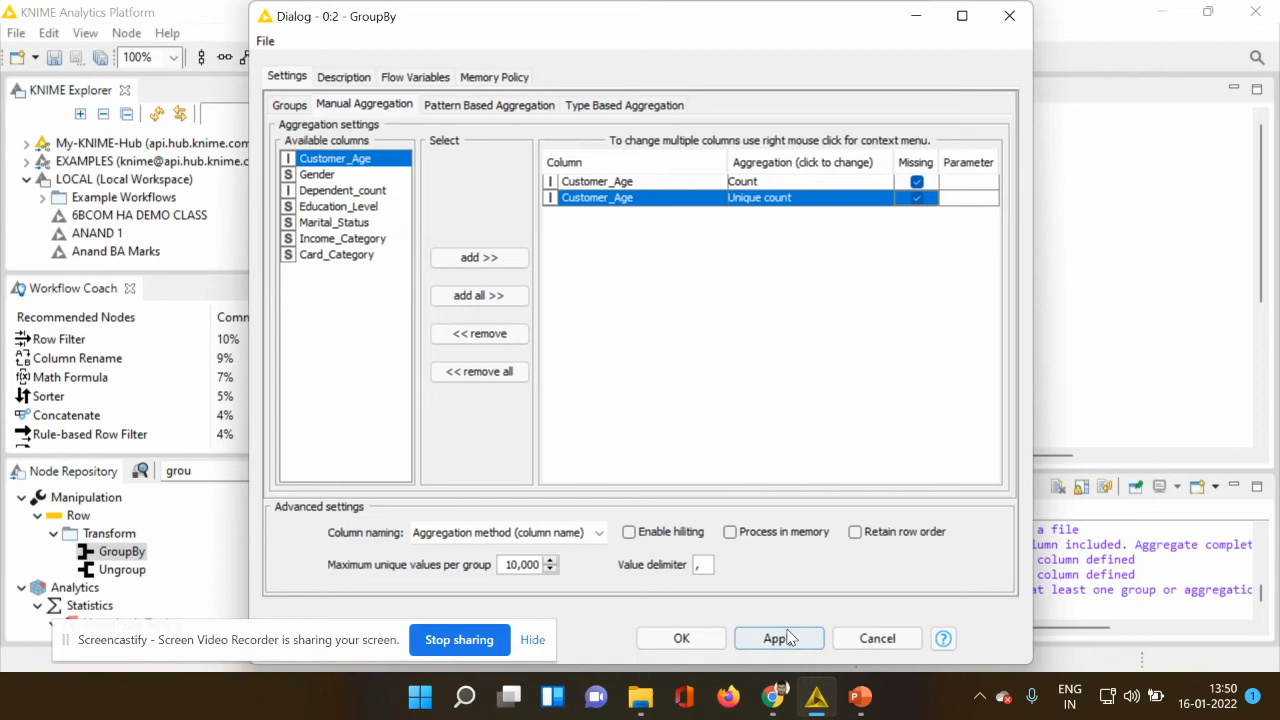 KNIME Analytics Platform
File Edit View Node Help
100%
KNIME Explorer
My-KNIME-Hub (api.hub.knime.com
EXAMPLES (knime@api.hub.knime.c
LOCAL (Local Workspace)
Example Workflows
6BCOM HA DEMO CLASS
ANAND 1
Anand BA Marks
Workflow Coach
Recommended Nodes Comm
Row Filter 10%
Column Rename 9%
Math Formula 7%
Sorter 5%
Concatenate 4%
Rule-based Row Filter 4%
Node Repository grou
Manipulation
Row
Transform
GroupBy
Ungroup
Analytics
Statistics
Dialog - 0:2 - GroupBy
File
Settings Description Flow Variables Memory Policy
Groups Manual Aggregation Pattern Based Aggregation Type Based Aggregation
Aggregation settings
Available columns
I Customer_Age
S Gender
I Dependent_count
S Education_Level
S Marital_Status
S Income_Category
S Card_Category
Select
add >>
add all >>
<< remove
<< remove all
To change multiple columns use right mouse click for context menu.
Column Aggregation (click to change) Missing Parameter
I Customer_Age Count
I Customer_Age Unique count
Advanced settings
Column naming: Aggregation method (column name) Enable hiliting Process in memory Retain row order
Maximum unique values per group 10,000 Value delimiter ,
OK Cancel ?
a file
lumn included. Aggregate complet
column defined
column defined
at least one group or aggregatio
Screencastify - Screen Video Recorder is sharing your screen. Stop sharing Hide
ENG
IN
13:50
16-01-2022
1